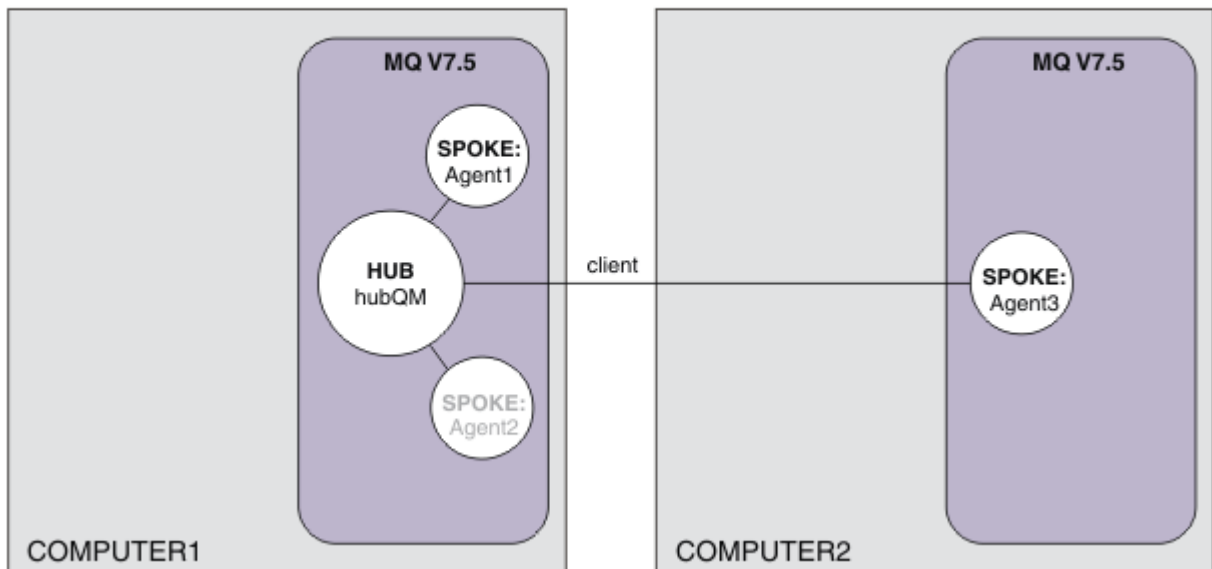 MQ V7.5
SPOKE:
Agent1
HUB
hubQM
SPOKE:
Agent2
COMPUTER1
client
MQ V7.5
SPOKE:
Agent3
COMPUTER2